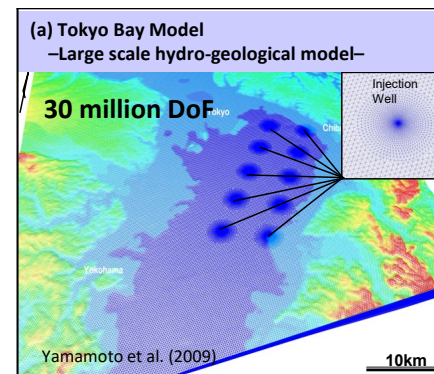 (a) Tokyo Bay Model
–Large scale hydro-geological model–
Injection
Well
30 million DoF
Tokyo
Chiba
Yokohama
Yamamoto et al. (2009)
10km